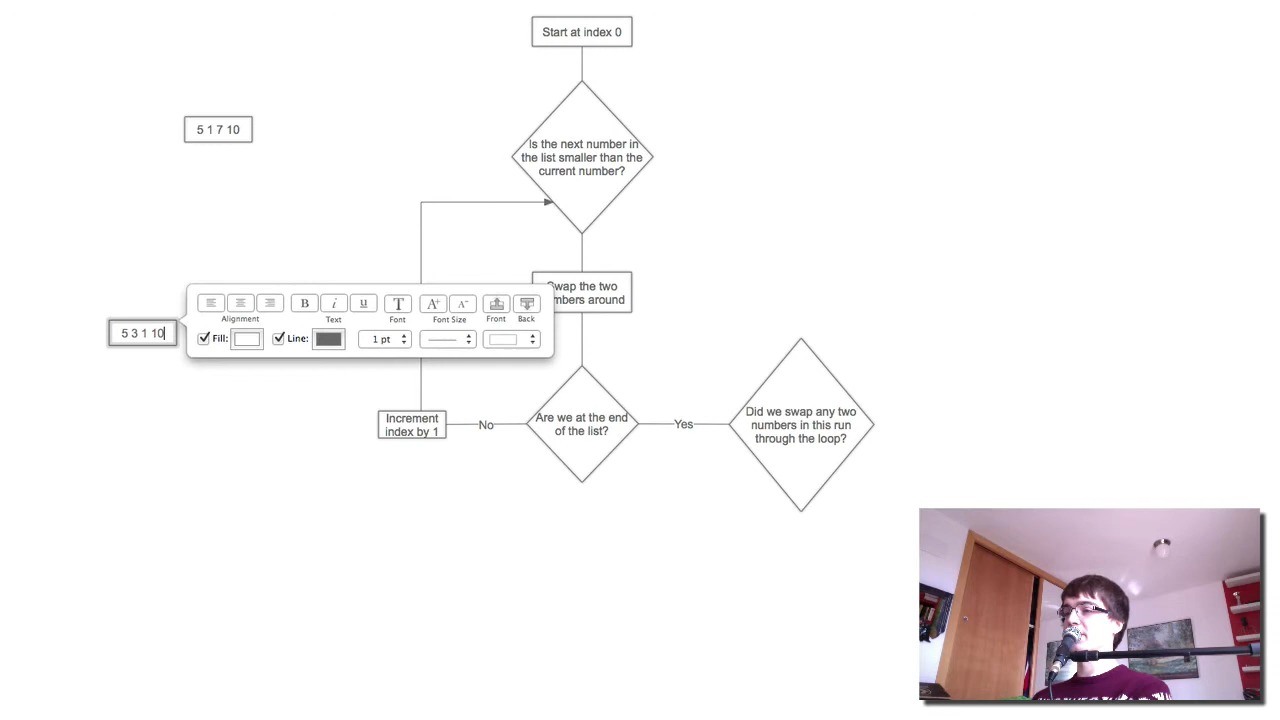 Start at index 0
5 1 7 10
Is the next number in
the list smaller than the
current number?
Swap the two
mbers around
Alignment
B i u
Text
T
Font
A+ A-
Font Size
Front
Back
5 3 1 10
Fill:
Line:
1 pt
Increment
index by 1
No
Are we at the end
of the list?
Yes
Did we swap any two
numbers in this run
through the loop?